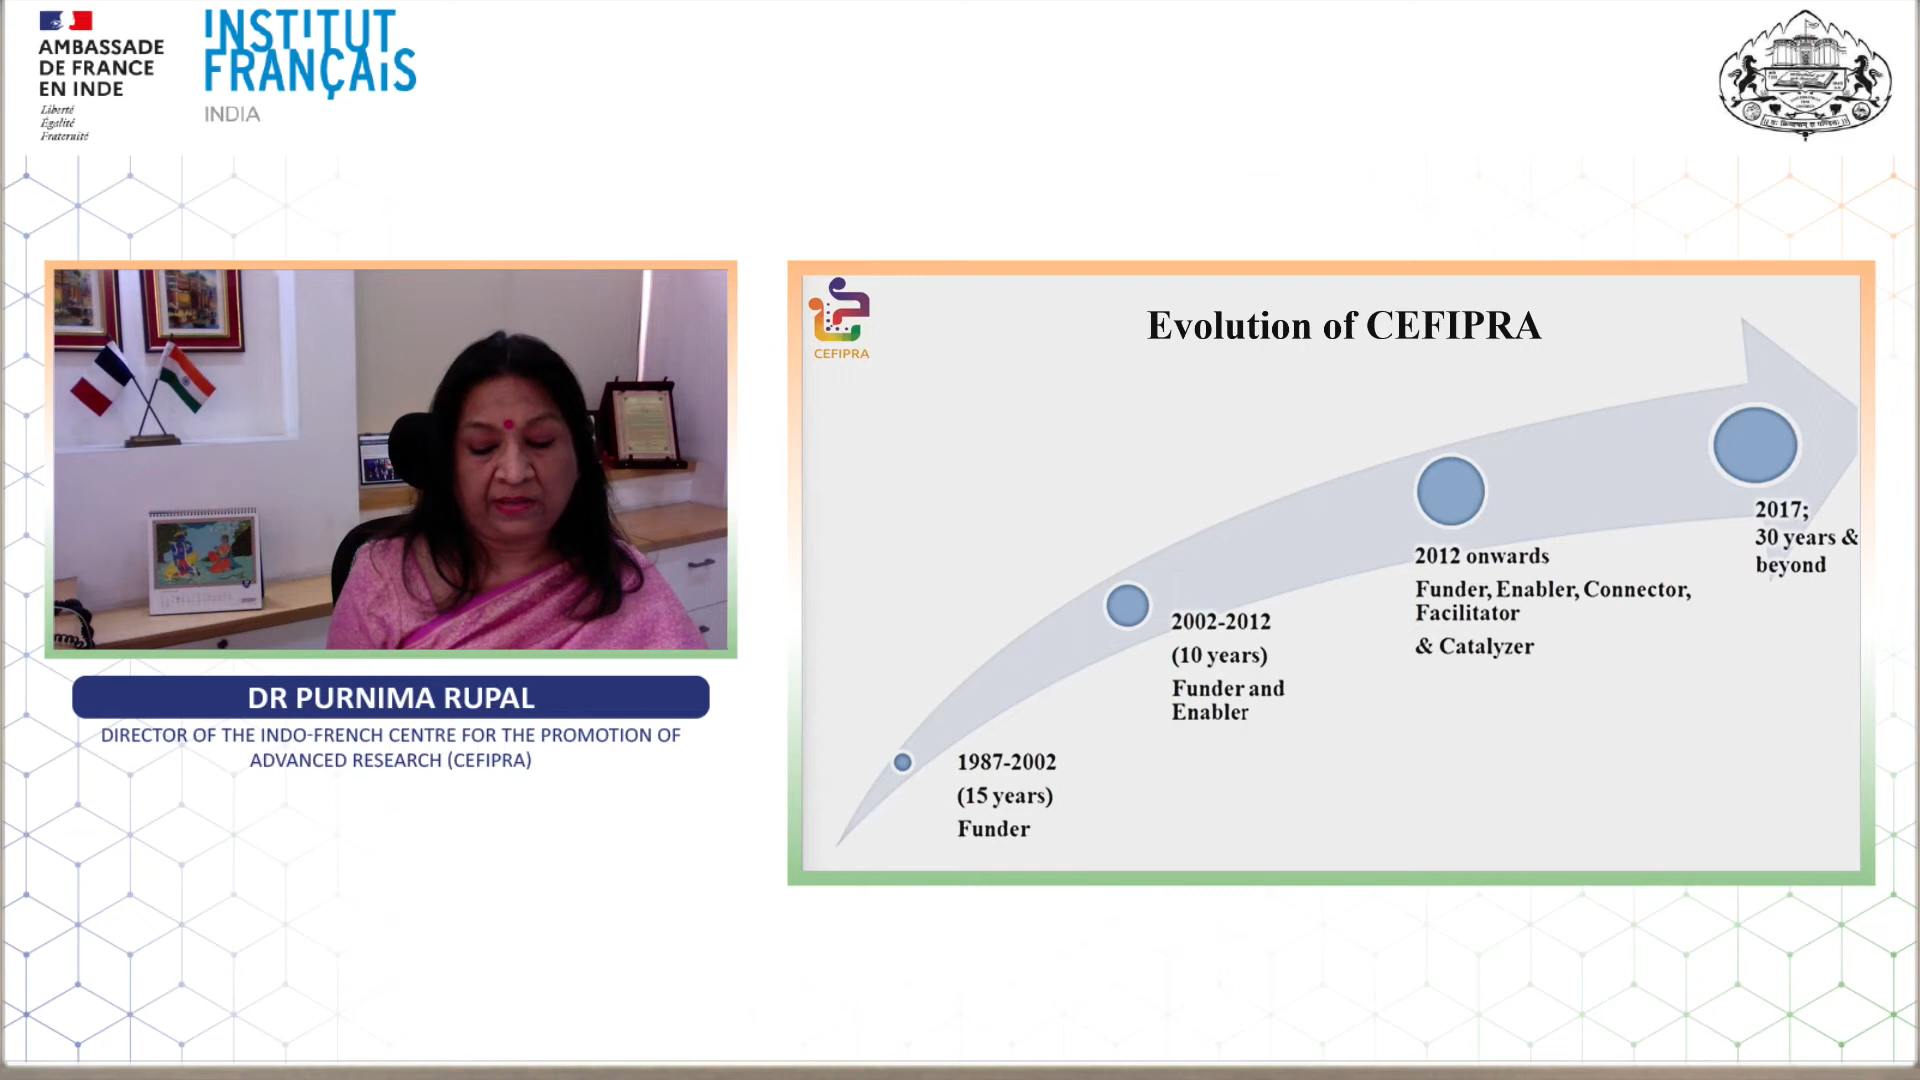 AMBASSADE
DE FRANCE
EN INDE
Liberté
Égalité
Fraternité
INSTITUT
FRANÇAIS
INDIA
CEFIPRA
Evolution of CEFIPRA
2017;
30 years &
beyond
2012 onwards
Funder, Enabler, Connector,
Facilitator
& Catalyzer
2002-2012
(10 years)
Funder and
Enabler
1987-2002
(15 years)
Funder
DR PURNIMA RUPAL
DIRECTOR OF THE INDO-FRENCH CENTRE FOR THE PROMOTION OF
ADVANCED RESEARCH (CEFIPRA)